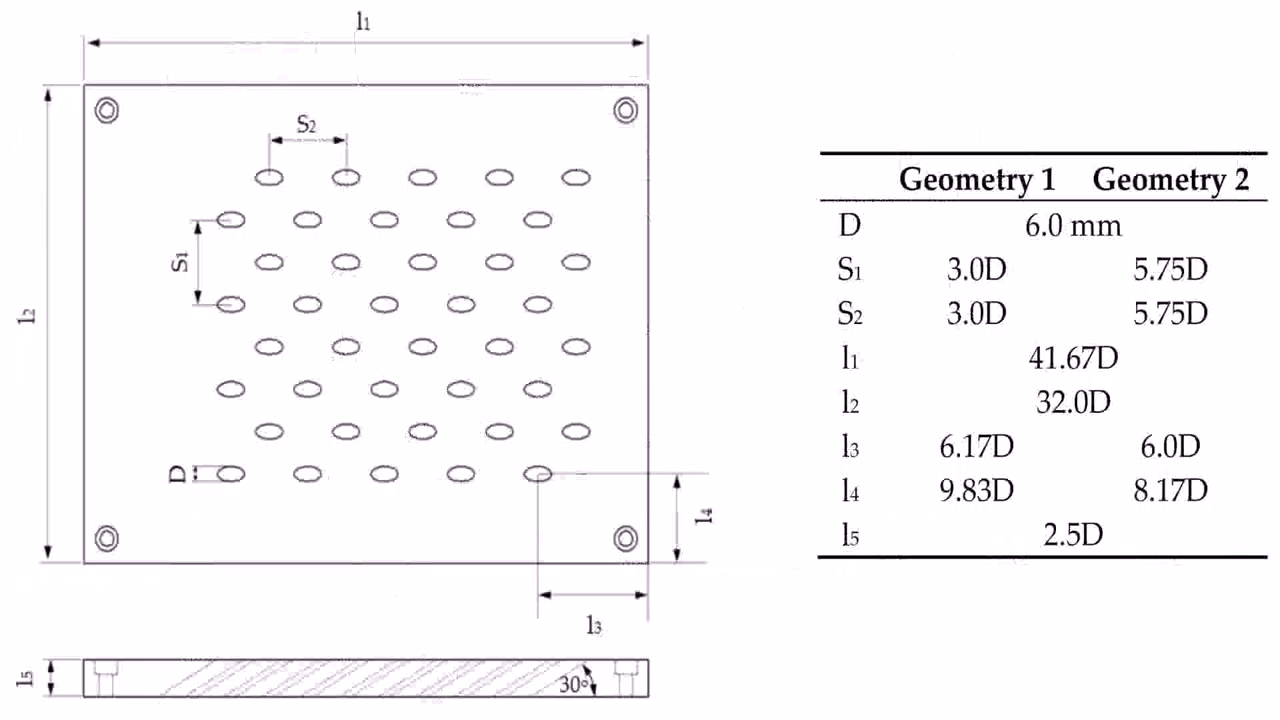 l1
S2
S1
l2
D
l4
l3
l5
30°
Geometry 1 Geometry 2
D 6.0 mm
S1 3.0D 5.75D
S2 3.0D 5.75D
l1 41.67D
l2 32.0D
l3 6.17D 6.0D
l4 9.83D 8.17D
l5 2.5D